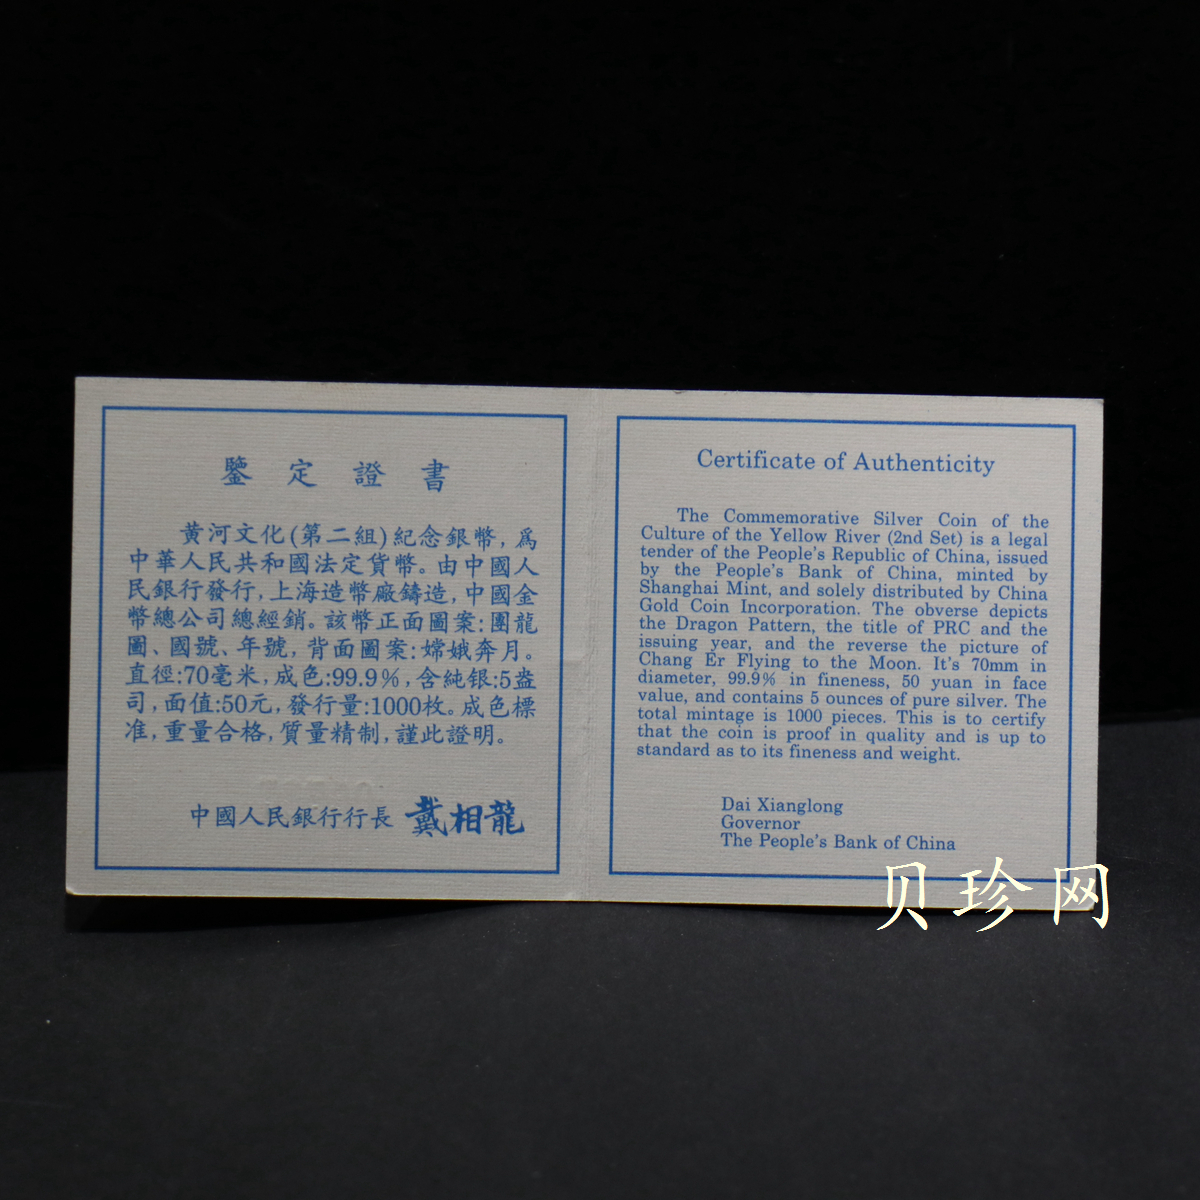 鑒定證書
黄河文化(第二組)紀念銀幣,爲
中華人民共和國法定貨幣。由中國人
民銀行發行,上海造幣廠鑄造,中國金
幣總公司總經銷。該幣正面圖案:團龍
圖、國號、年號,背面圖案:嫦娥奔月。
直徑:70毫米,成色:99.9%,含純银:5盎
司,面值:50元,發行量:1000枚。成色標
准,重量合格,質量精制,謹此證明。
中國人民銀行行長 戴相龍
Certificate of Authenticity
The Commemorative Silver Coin of the
Culture of the Yellow River (2nd Set) is a legal
tender of the People's Republic of China, issued
by the People's Bank of China, minted by
Shanghai Mint, and solely distributed by China
Gold Coin Incorporation. The obverse depicts
the Dragon Pattern, the title of PRC and the
issuing year, and the reverse the picture of
Chang Er Flying to the Moon. It's 70mm in
diameter, 99.9% in fineness, 50 yuan in face
value, and contains 5 ounces of pure silver. The
total mintage is 1000 pieces. This is to certify
that the coin is proof in quality and is up to
standard as to its fineness and weight.
Dai Xianglong
Governor
The People's Bank of China
贝珍网